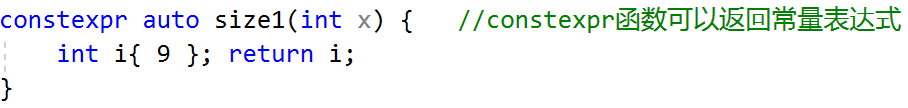 constexpr auto size1(int x) {   //constexpr函数可以返回常量表达式
    int i{ 9 }; return i;
}